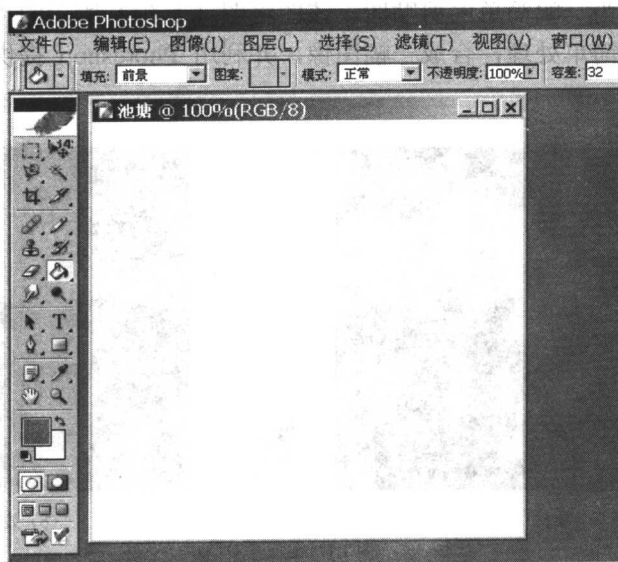 Adobe Photoshop
文件(F) 编辑(E) 图像(I) 图层(L) 选择(S) 滤镜(T) 视图(V) 窗口(W)
填充: 前景 图案: 模式: 正常 不透明度: 100% 容差: 32
池塘 @ 100%(RGB/8)
T